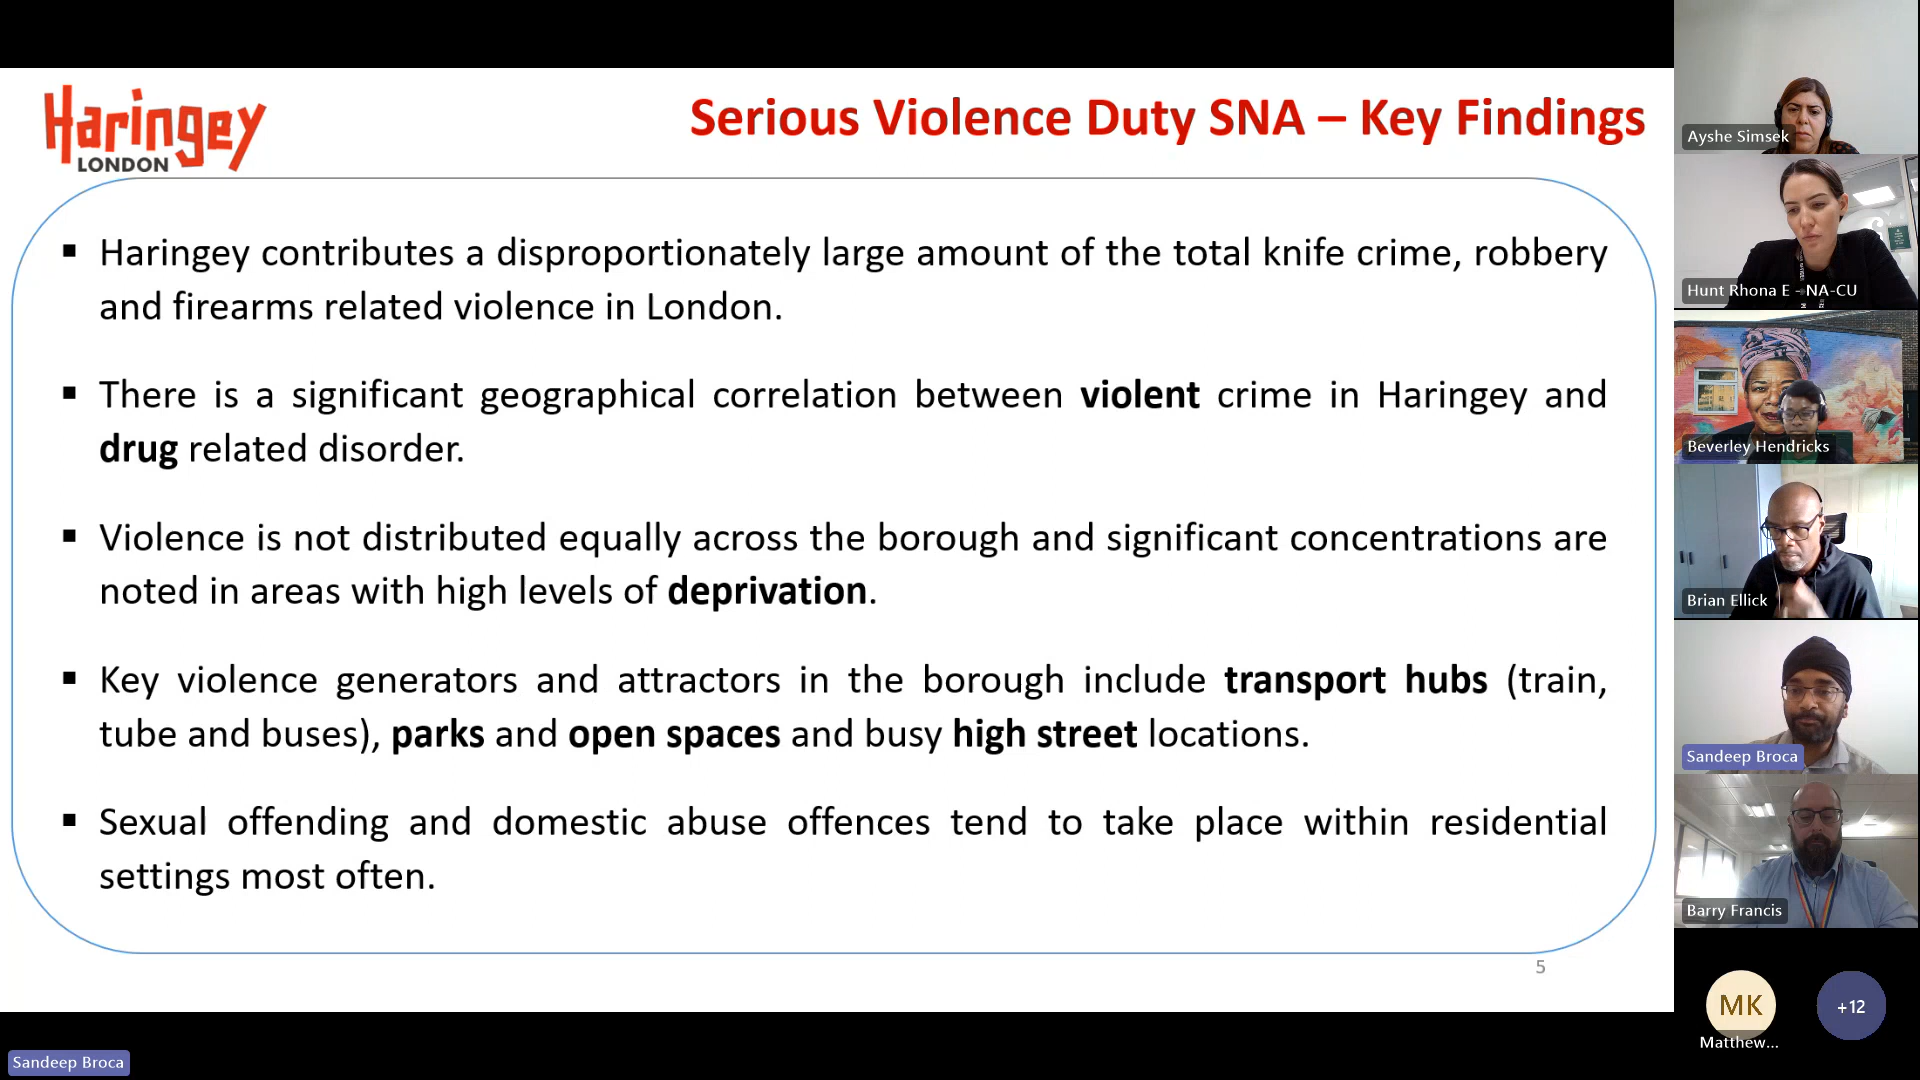 Haringey
LONDON
Serious Violence Duty SNA – Key Findings
▪ Haringey contributes a disproportionately large amount of the total knife crime, robbery
and firearms related violence in London.
▪ There is a significant geographical correlation between violent crime in Haringey and
drug related disorder.
▪ Violence is not distributed equally across the borough and significant concentrations are
noted in areas with high levels of deprivation.
▪ Key violence generators and attractors in the borough include transport hubs (train,
tube and buses), parks and open spaces and busy high street locations.
▪ Sexual offending and domestic abuse offences tend to take place within residential
settings most often.
5
Ayshe Simsek
Hunt Rhona E - NA-CU
Beverley Hendricks
Brian Ellick
Sandeep Broca
Barry Francis
MK
+12
Matthew...
Sandeep Broca